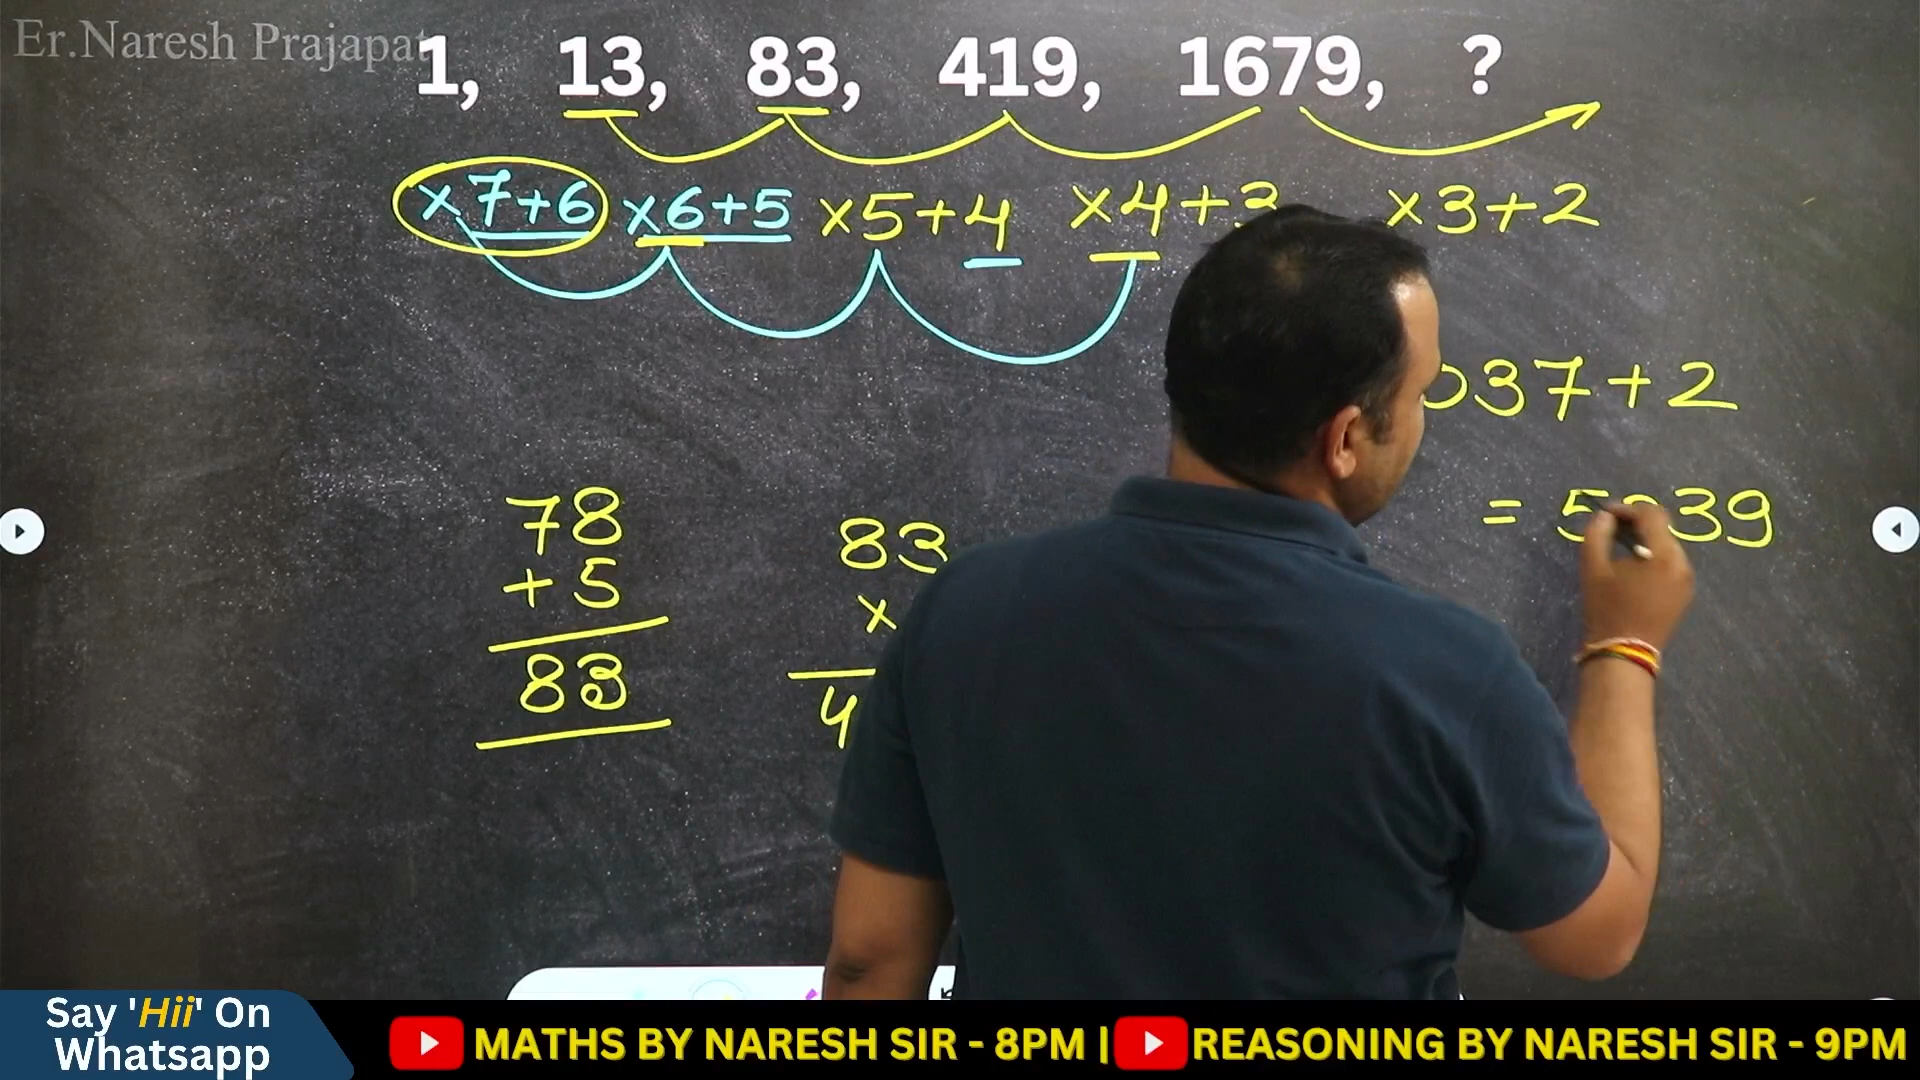 Er.Naresh Prajapat
1, 13, 83, 419, 1679, ?
×7+6 ×6+5 ×5+4 ×4+3 ×3+2
037+2
= 5039
78
+5
83
83
×
4
Say 'Hii' On
Whatsapp
MATHS BY NARESH SIR - 8PM | REASONING BY NARESH SIR - 9PM